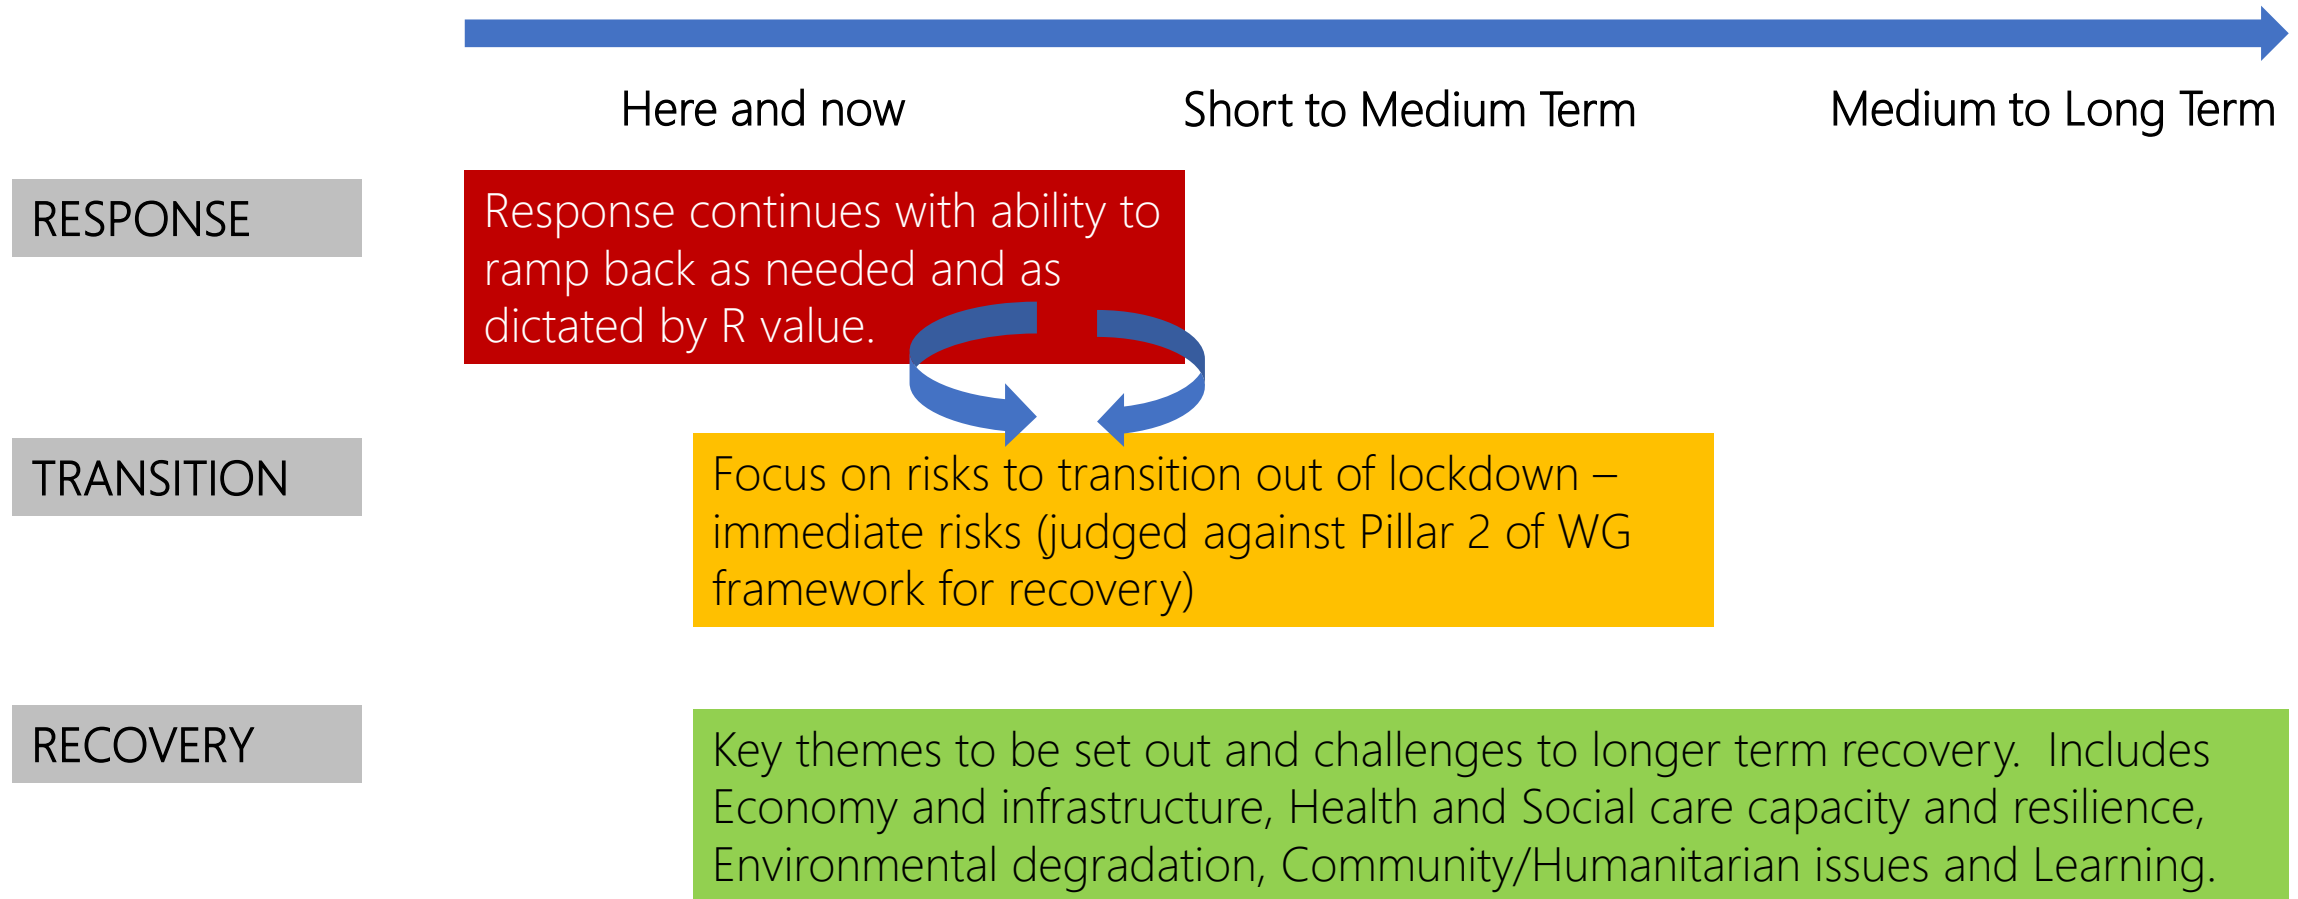 Here and now
Short to Medium Term
Medium to Long Term
RESPONSE
Response continues with ability to
ramp back as needed and as
dictated by R value.
TRANSITION
Focus on risks to transition out of lockdown –
immediate risks (judged against Pillar 2 of WG
framework for recovery)
RECOVERY
Key themes to be set out and challenges to longer term recovery.  Includes
Economy and infrastructure, Health and Social care capacity and resilience,
Environmental degradation, Community/Humanitarian issues and Learning.